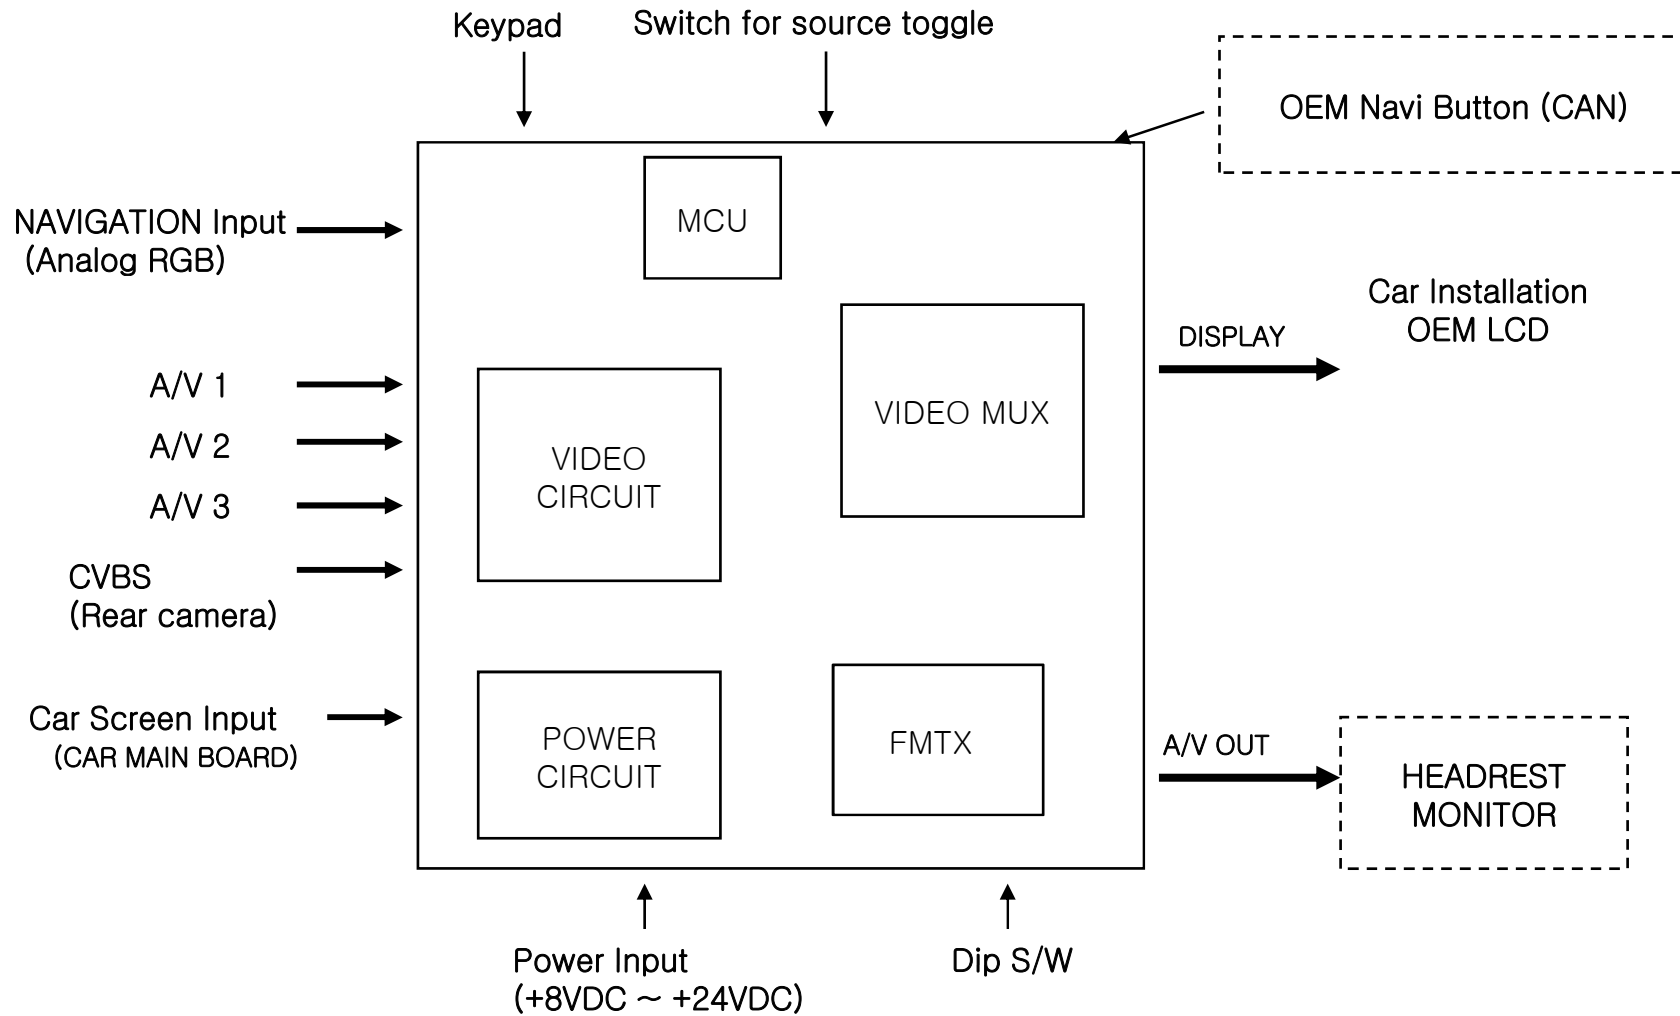 Keypad
Switch for source toggle
OEM Navi Button (CAN)
NAVIGATION Input
(Analog RGB)
MCU
Car Installation
OEM LCD
DISPLAY
A/V 1
A/V 2
A/V 3
VIDEO
CIRCUIT
VIDEO MUX
CVBS
(Rear camera)
Car Screen Input
(CAR MAIN BOARD)
POWER
CIRCUIT
FMTX
A/V OUT
HEADREST
MONITOR
Power Input
(+8VDC ~ +24VDC)
Dip S/W